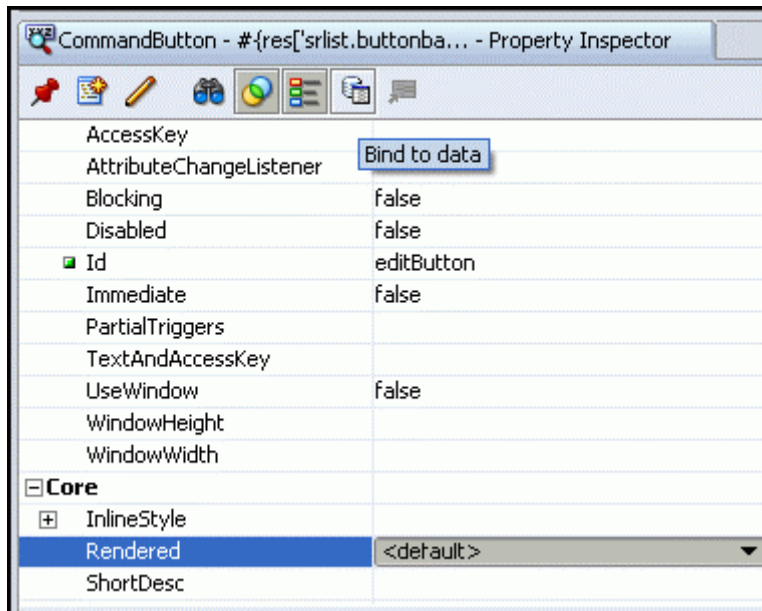 CommandButton - #{res['srlist.buttonba... - Property Inspector
AccessKey
Bind to data
AttributeChangeListener
Blocking false
Disabled false
Id editButton
Immediate false
PartialTriggers
TextAndAccessKey
UseWindow false
WindowHeight
WindowWidth
Core
InlineStyle
Rendered <default>
ShortDesc